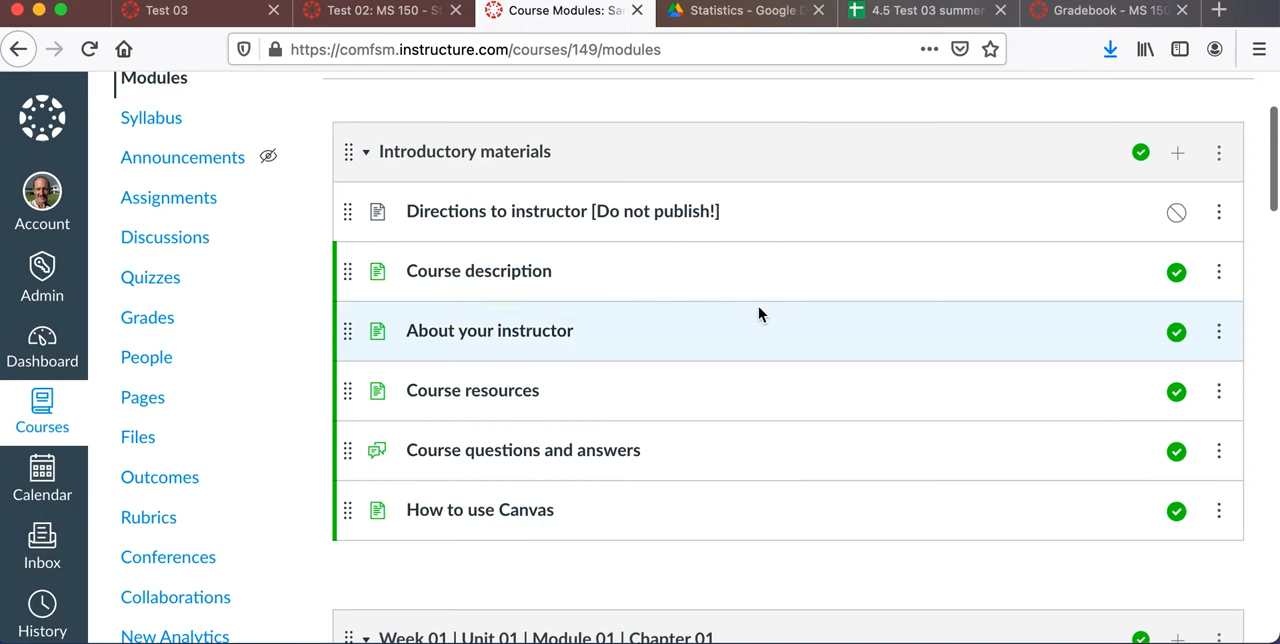 Test 03
Test 02: MS 150 - St
Course Modules: Sa
Statistics - Google D
4.5 Test 03 summer
Gradebook - MS 150
https://comfsm.instructure.com/courses/149/modules
Account
Admin
Dashboard
Courses
Calendar
Inbox
History
Modules
Syllabus
Announcements
Assignments
Discussions
Quizzes
Grades
People
Pages
Files
Outcomes
Rubrics
Conferences
Collaborations
New Analytics
Introductory materials
Directions to instructor [Do not publish!]
Course description
About your instructor
Course resources
Course questions and answers
How to use Canvas
Week 01 | Unit 01 | Module 01 | Chapter 01